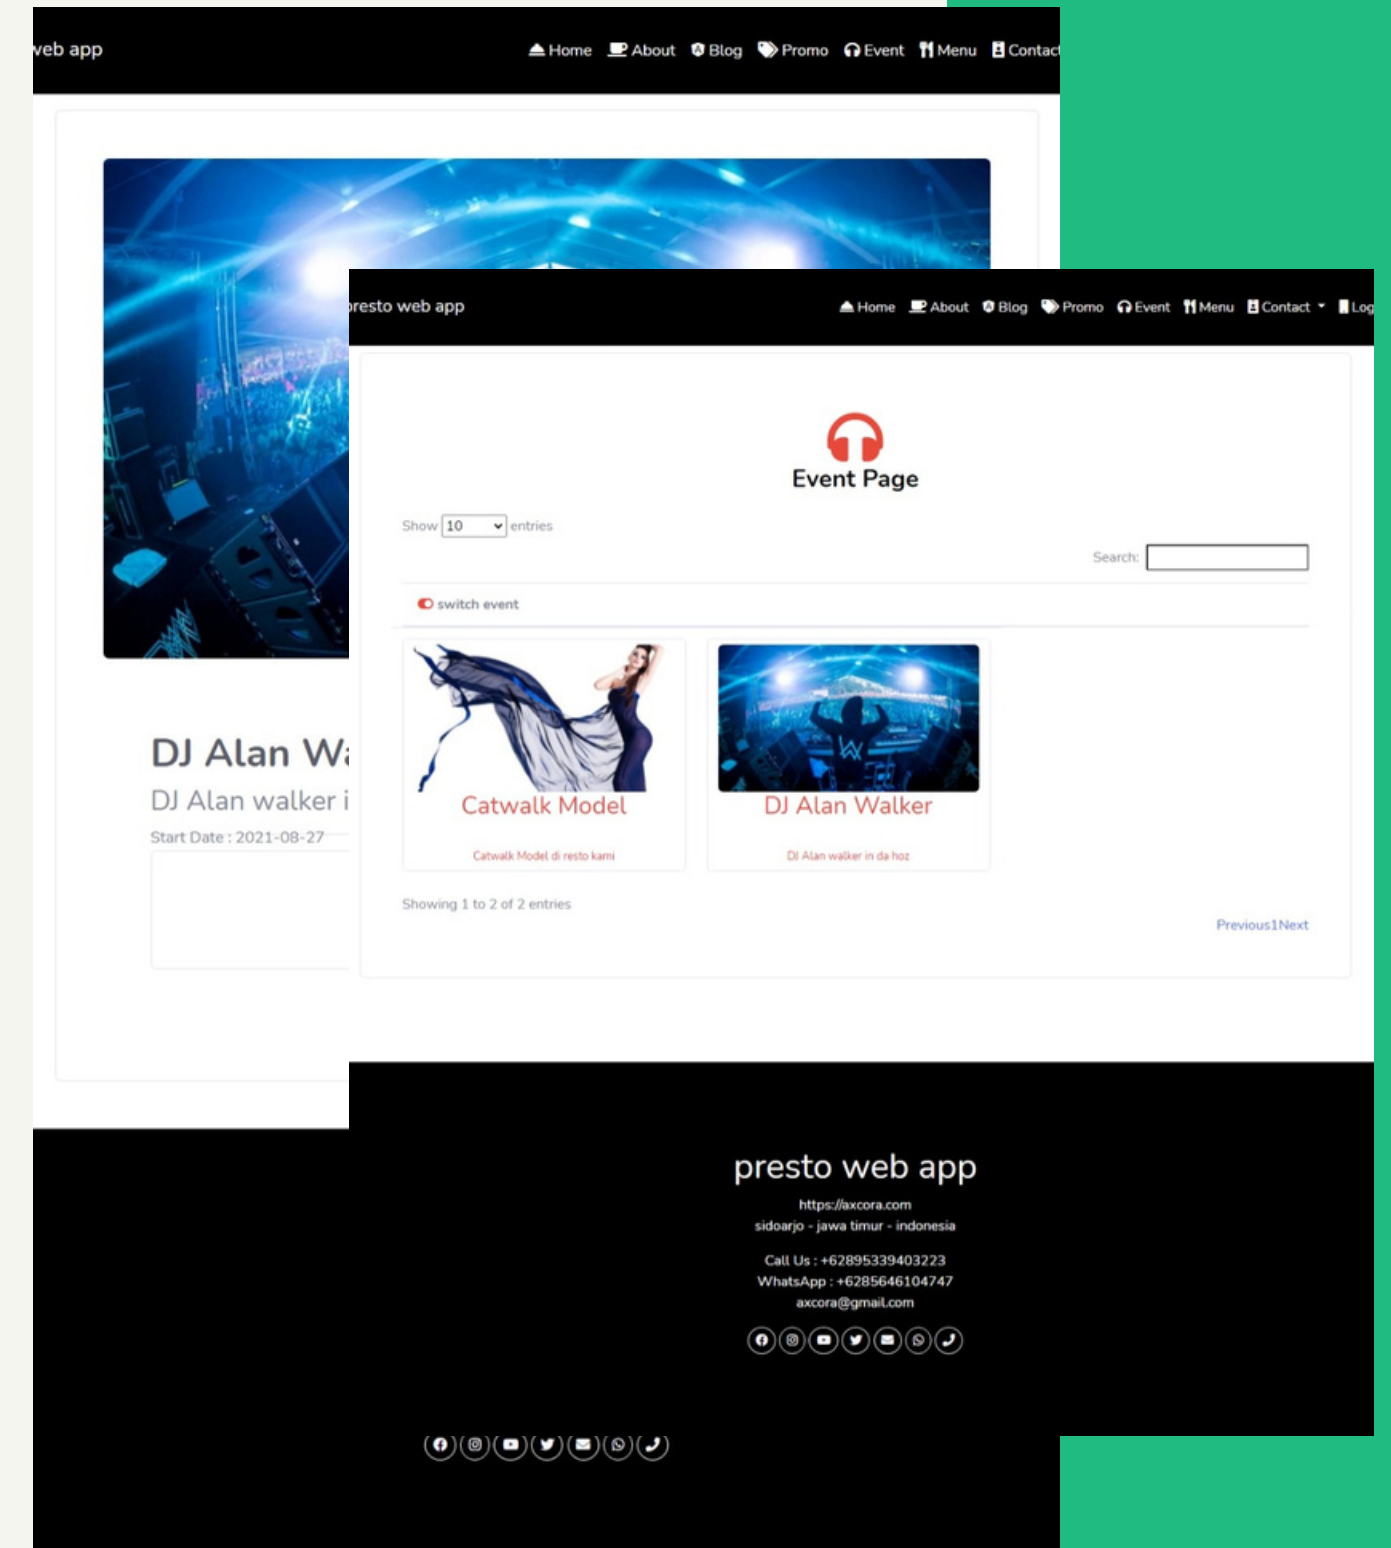 web app
Home About Blog Promo Event Menu Contact
DJ Alan Wa
DJ Alan walker i
Start Date : 2021-08-27
presto web app
Home About Blog Promo Event Menu Contact Log
Event Page
Show 10 entries
Search:
switch event
Catwalk Model
Catwalk Model di resto kami
DJ Alan Walker
DJ Alan walker in da hoz
Showing 1 to 2 of 2 entries
Previous1Next
presto web app
https://axcora.com
sidoarjo - jawa timur - indonesia
Call Us : +62895339403223
WhatsApp : +6285646104747
axcora@gmail.com